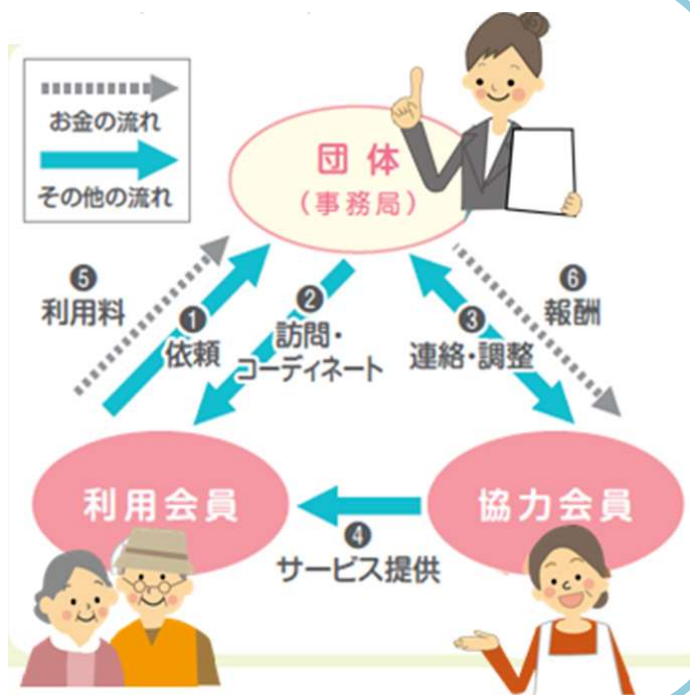 お金の流れ
その他の流れ
団体
(事務局)
❺
利用料
❶
依頼
❷
訪問・
コーディネート
❸
連絡・調整
❻
報酬
利用会員
協力会員
❹
サービス提供